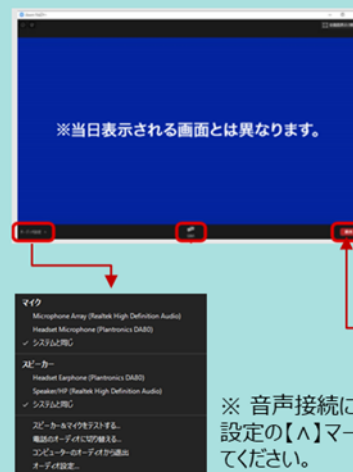 ※当日表示される画面とは異なります。
マイク
Microphone Array (Realtek High Definition Audio)
Headset Microphone (Plantronics DA80)
✓ システムと同じ
スピーカー
Headset Earphone (Plantronics DA80)
Speaker/HP (Realtek High Definition Audio)
✓ システムと同じ
スピーカー&マイクをテストする...
電話のオーディオに切り替える...
コンピューターのオーディオから退出
オーディオ設定...
※ 音声接続に
設定の【∧】マー
てください。